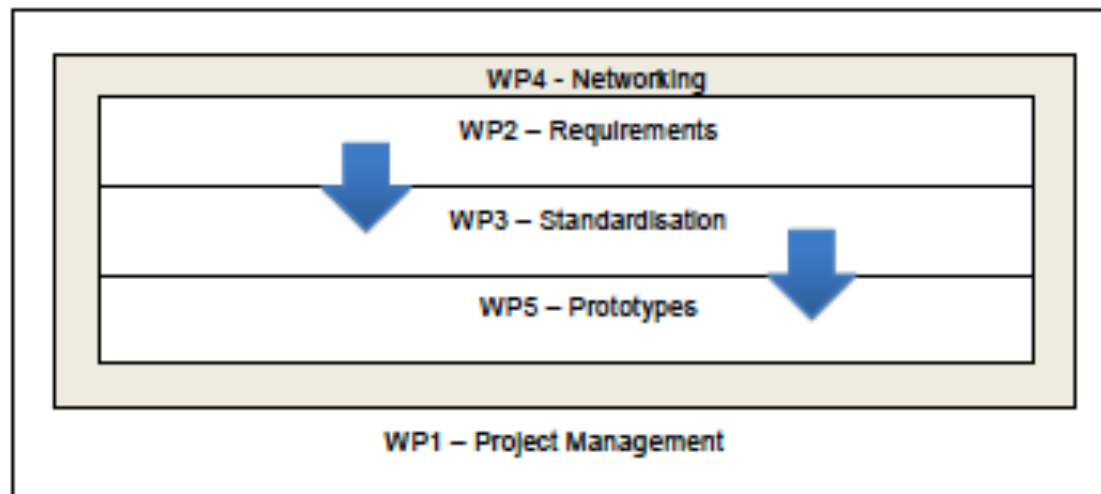 WP4 - Networking
WP2 – Requirements
WP3 – Standardisation
WP5 – Prototypes
WP1 – Project Management